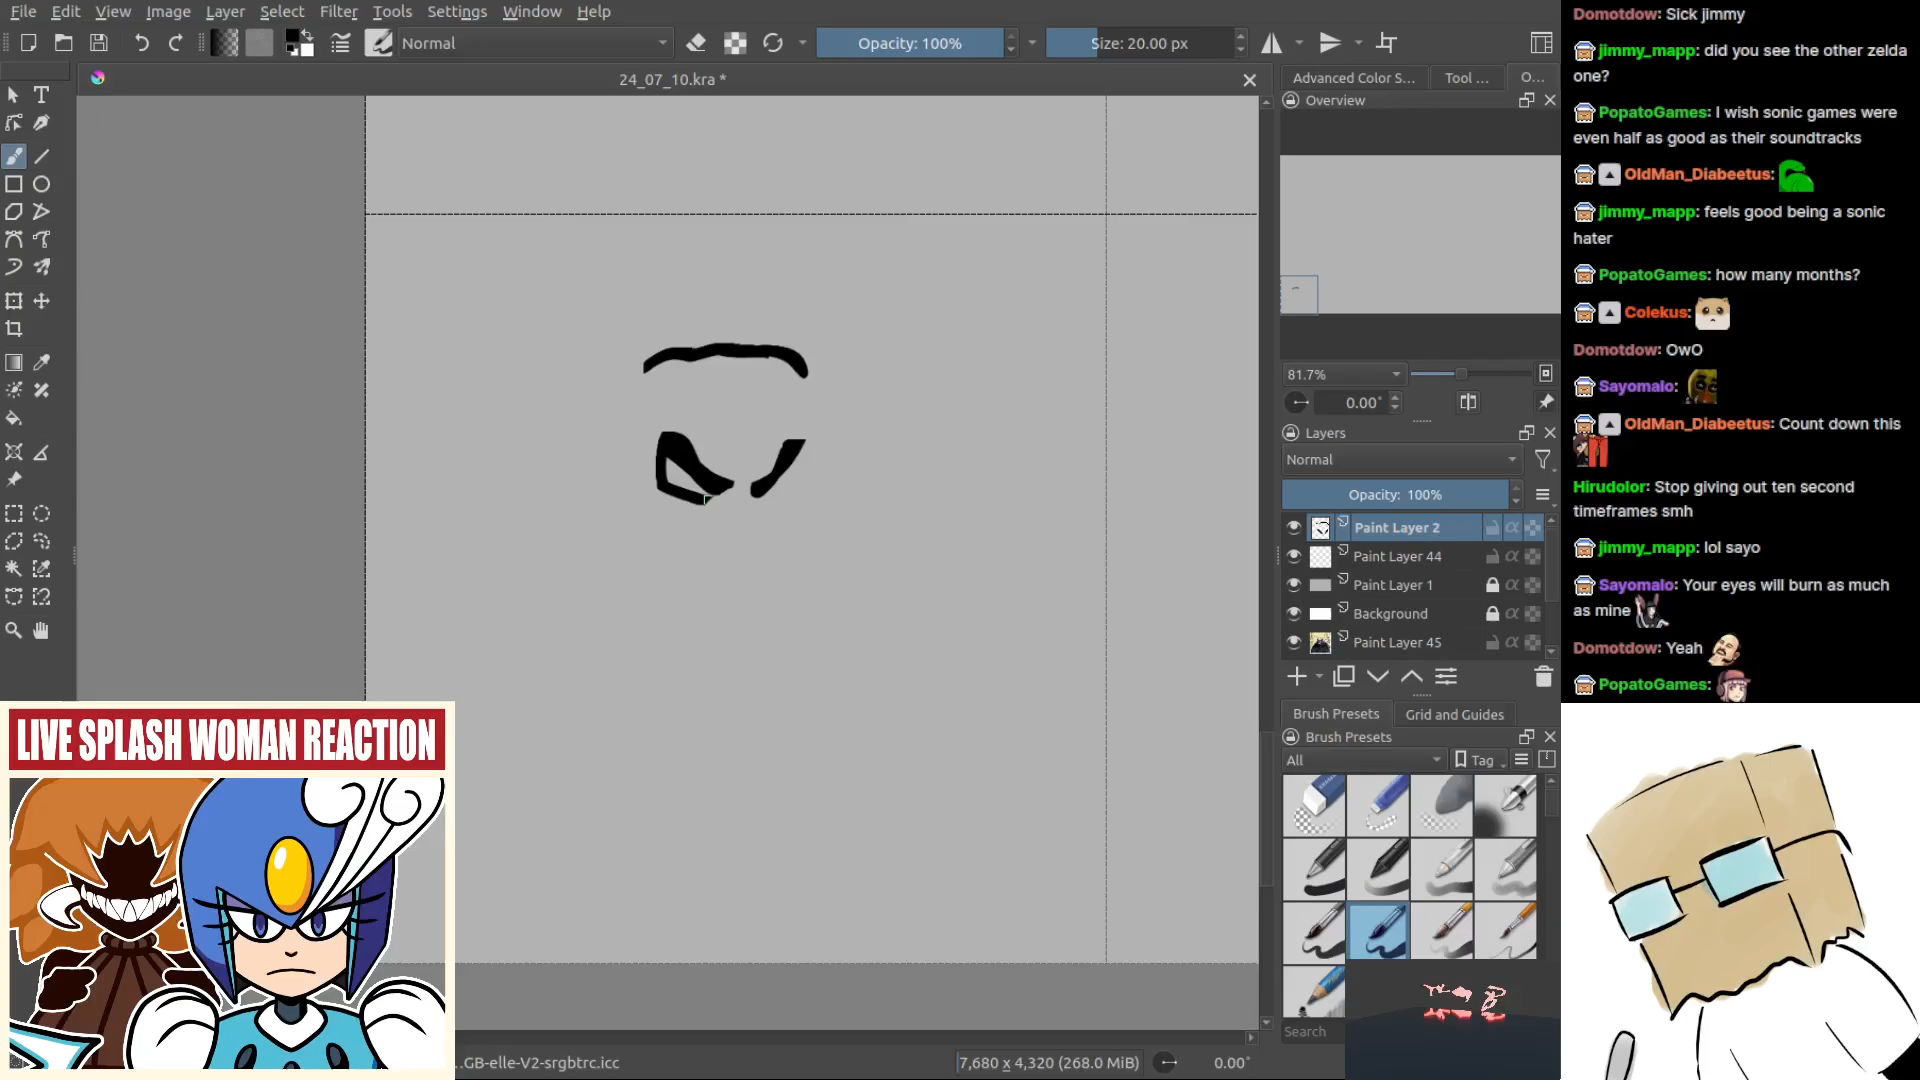 File Edit View Image Layer Select Filter Tools Settings Window Help
Normal
Opacity: 100%
Size: 20.00 px
24_07_10.kra *
Advanced Color S...
Tool ...
O...
Overview
81.7%
0.00°
Layers
Normal
Opacity: 100%
Paint Layer 2
Paint Layer 44
Paint Layer 1
Background
Paint Layer 45
Brush Presets
Grid and Guides
Brush Presets
All
Tag
Search
...GB-elle-V2-srgbtrc.icc
7,680 x 4,320 (268.0 MiB)
0.00°
LIVE SPLASH WOMAN REACTION
Domotdow: Sick jimmy
jimmy_mapp: did you see the other zelda
one?
PopatoGames: I wish sonic games were
even half as good as their soundtracks
OldMan_Diabeetus:
jimmy_mapp: feels good being a sonic
hater
PopatoGames: how many months?
Colekus:
Domotdow: OwO
Sayomalo:
OldMan_Diabeetus: Count down this
Hirudolor: Stop giving out ten second
timeframes smh
jimmy_mapp: lol sayo
Sayomalo: Your eyes will burn as much
as mine
Domotdow: Yeah
PopatoGames: